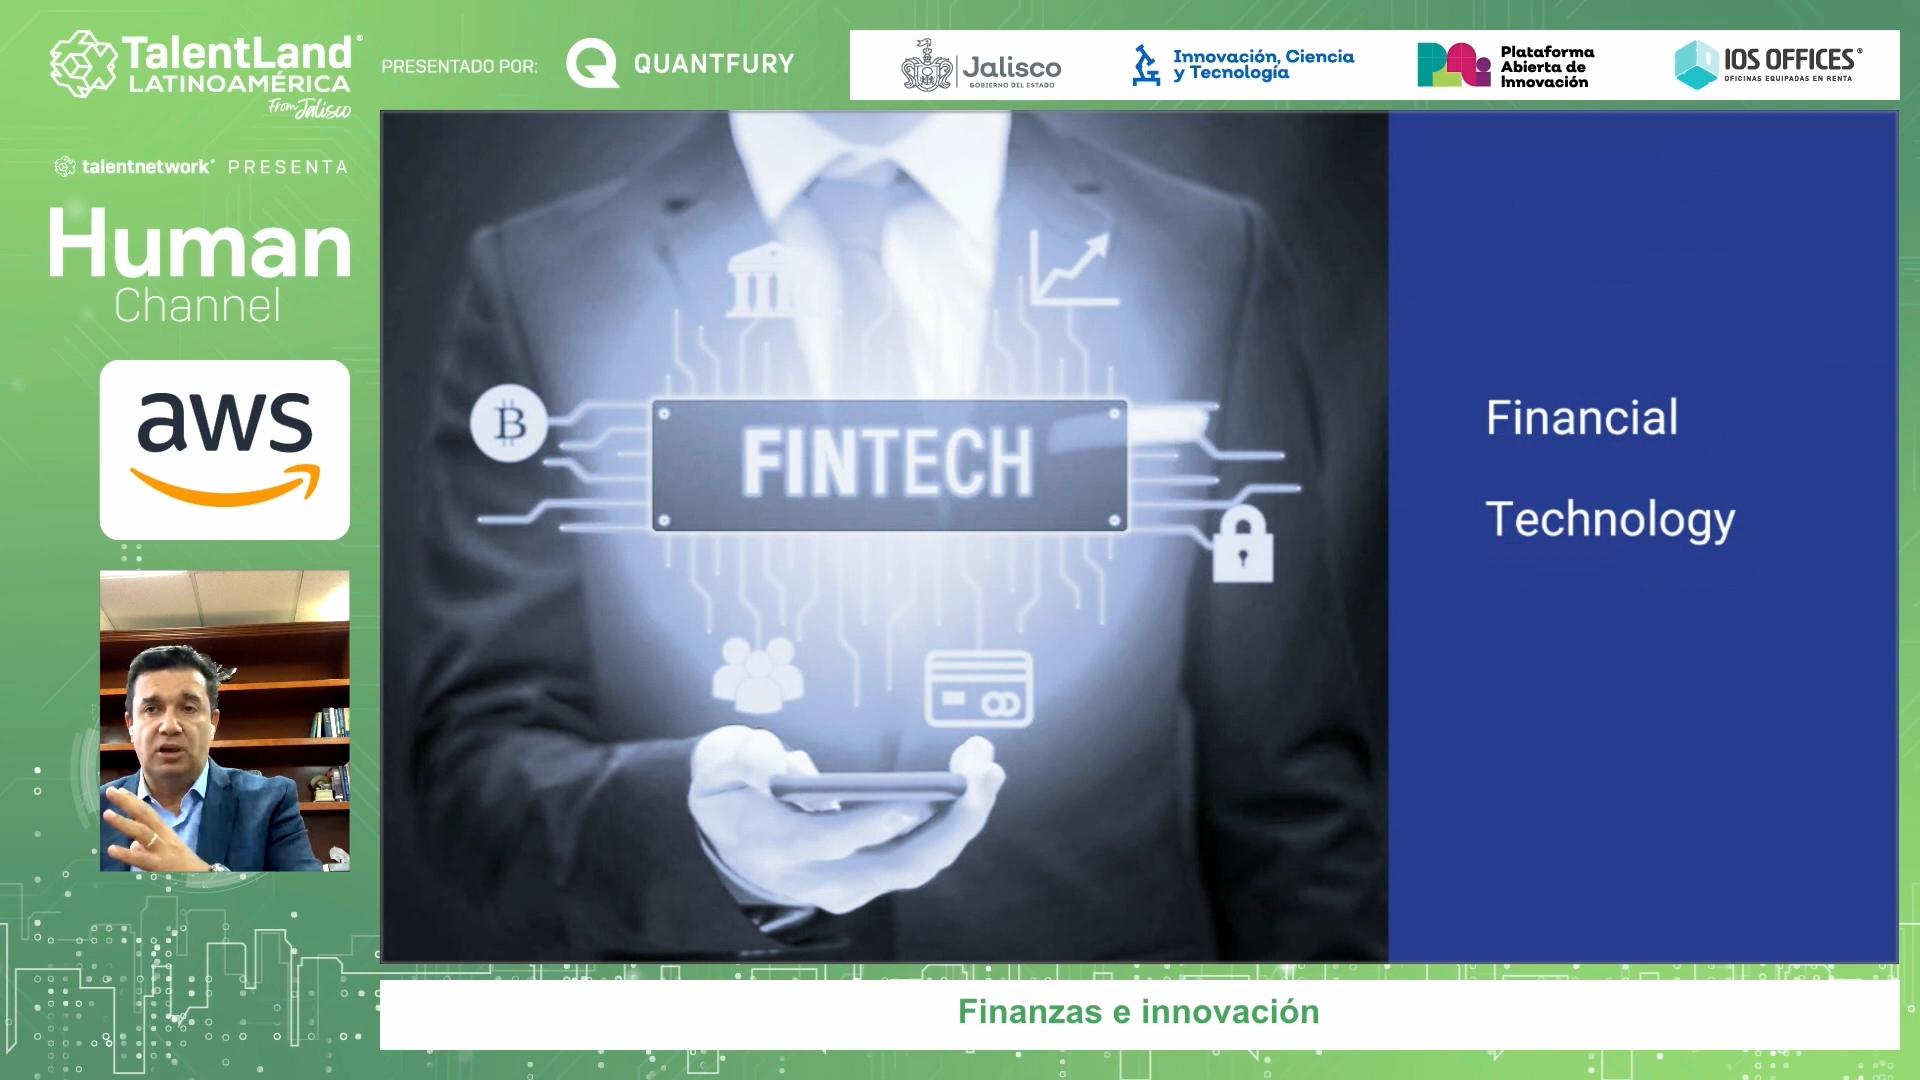 TalentLand
LATINOAMÉRICA
From Jalisco
PRESENTADO POR:
QUANTFURY
Jalisco
GOBIERNO DEL ESTADO
Innovación, Ciencia
y Tecnología
Plataforma
Abierta de
Innovación
IOS OFFICES®
OFICINAS EQUIPADAS EN RENTA
talentnetwork PRESENTA
Human
Channel
aws
B
FINTECH
Financial
Technology
Finanzas e innovación